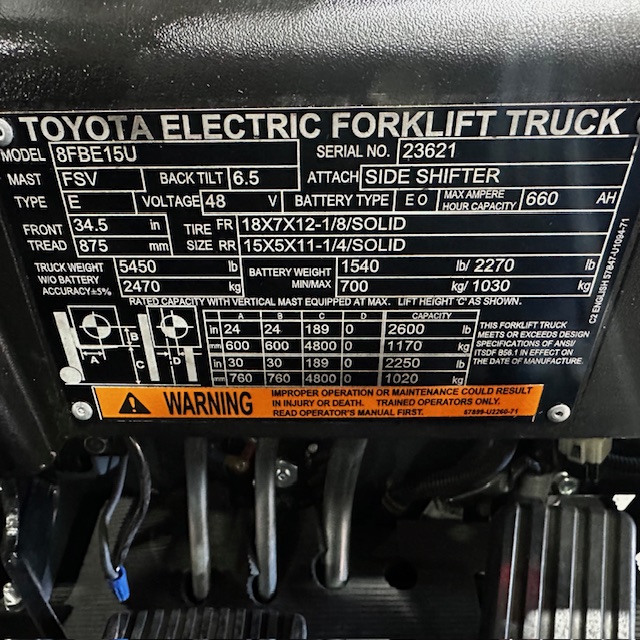 TOYOTA ELECTRIC FORKLIFT TRUCK
MODEL 8FBE15U SERIAL NO. 23621
MAST FSV BACK TILT 6.5 ATTACH SIDE SHIFTER
TYPE E VOLTAGE 48 V BATTERY TYPE E O MAX AMPERE HOUR CAPACITY 660 AH
FRONT TREAD 34.5 in TIRE SIZE FR 18X7X12-1/8/SOLID
875 mm RR 15X5X11-1/4/SOLID
TRUCK WEIGHT 5450 lb BATTERY WEIGHT 1540 lb/ 2270 lb
W/O BATTERY ACCURACY±5% 2470 kg MIN/MAX 700 kg/ 1030 kg
RATED CAPACITY WITH VERTICAL MAST EQUIPPED AT MAX. LIFT HEIGHT 'C' AS SHOWN.
A B C D CAPACITY
in 24 24 189 0 2600 lb
mm 600 600 4800 0 1170 kg
in 30 30 189 0 2250 lb
mm 760 760 4800 0 1020 kg
A B C D
THIS FORKLIFT TRUCK
MEETS OR EXCEEDS DESIGN
SPECIFICATIONS OF ANSI/
ITSDF B56.1 IN EFFECT ON
THE DATE OF MANUFACTURE.
C2 ENGLISH 57847-U1094-71
WARNING
IMPROPER OPERATION OR MAINTENANCE COULD RESULT
IN INJURY OR DEATH. TRAINED OPERATORS ONLY.
READ OPERATOR'S MANUAL FIRST. 57899-U2260-71